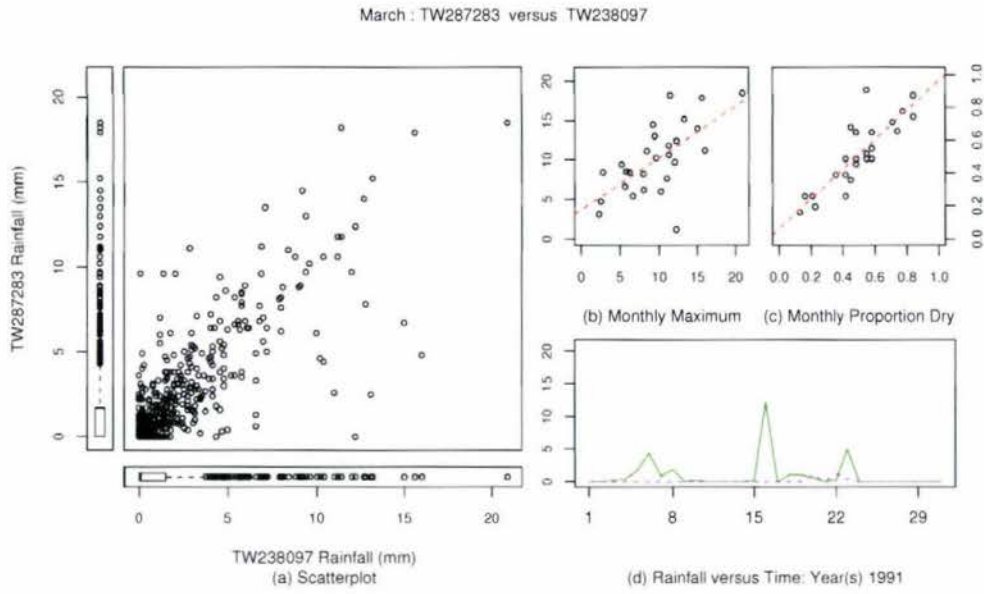 March : TW287283 versus TW238097
TW287283 Rainfall (mm)
0 5 10 15 20
0 5 10 15 20
TW238097 Rainfall (mm)
(a) Scatterplot
0 5 10 15 20
0 5 10 15 20
(b) Monthly Maximum
0.0 0.2 0.4 0.6 0.8 1.0
0.0 0.2 0.4 0.6 0.8 1.0
(c) Monthly Proportion Dry
0 5 10 15 20
1 8 15 22 29
(d) Rainfall versus Time: Year(s) 1991